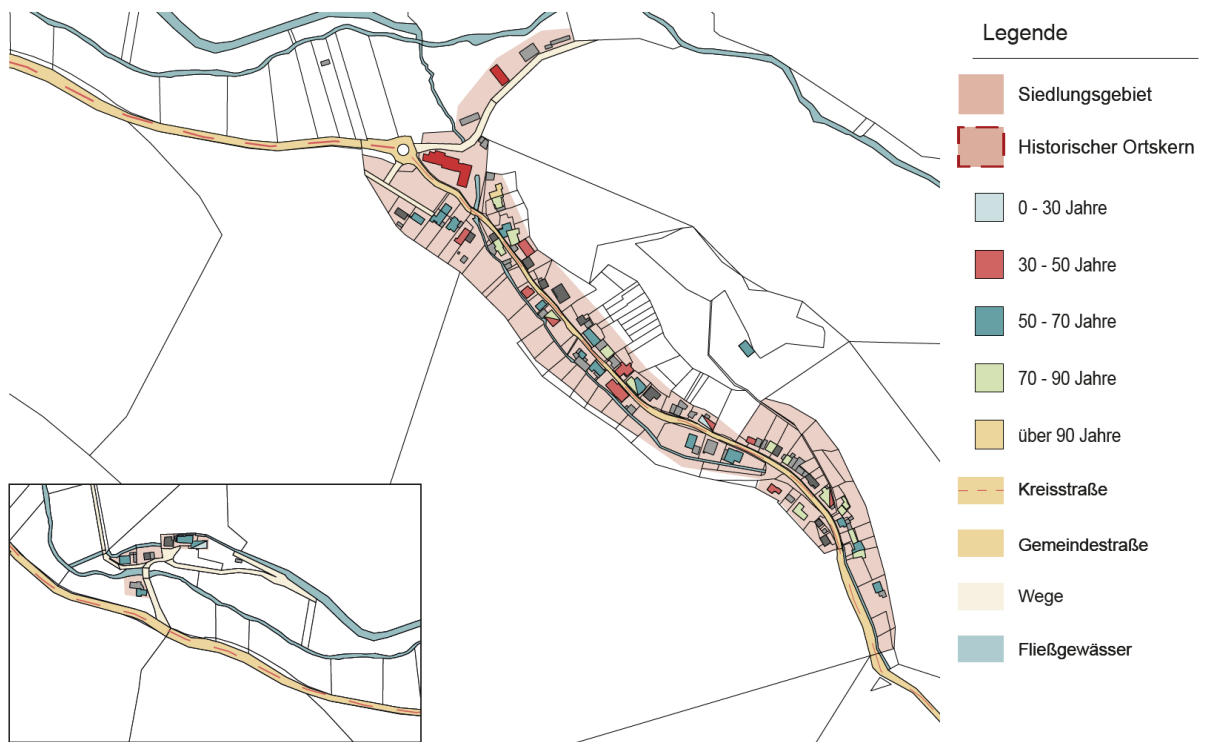 Legende
Siedlungsgebiet
Historischer Ortskern
0 - 30 Jahre
30 - 50 Jahre
50 - 70 Jahre
70 - 90 Jahre
über 90 Jahre
Kreisstraße
Gemeindestraße
Wege
Fließgewässer